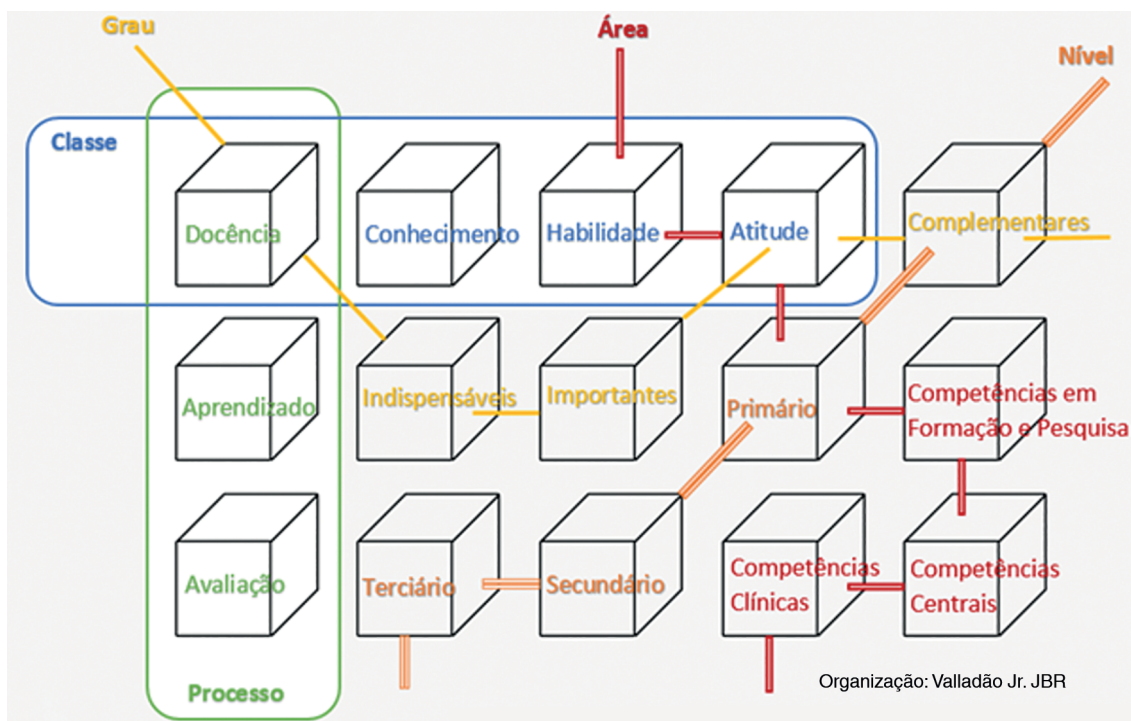 Grau
Área
Nível
Classe
Docência
Conhecimento
Habilidade
Atitude
Complementares
Aprendizado
Indispensáveis
Importantes
Primário
Competências em
Formação e Pesquisa
Avaliação
Terciário
Secundário
Competências
Clínicas
Competências
Centrais
Processo
Organização: Valladão Jr. JBR